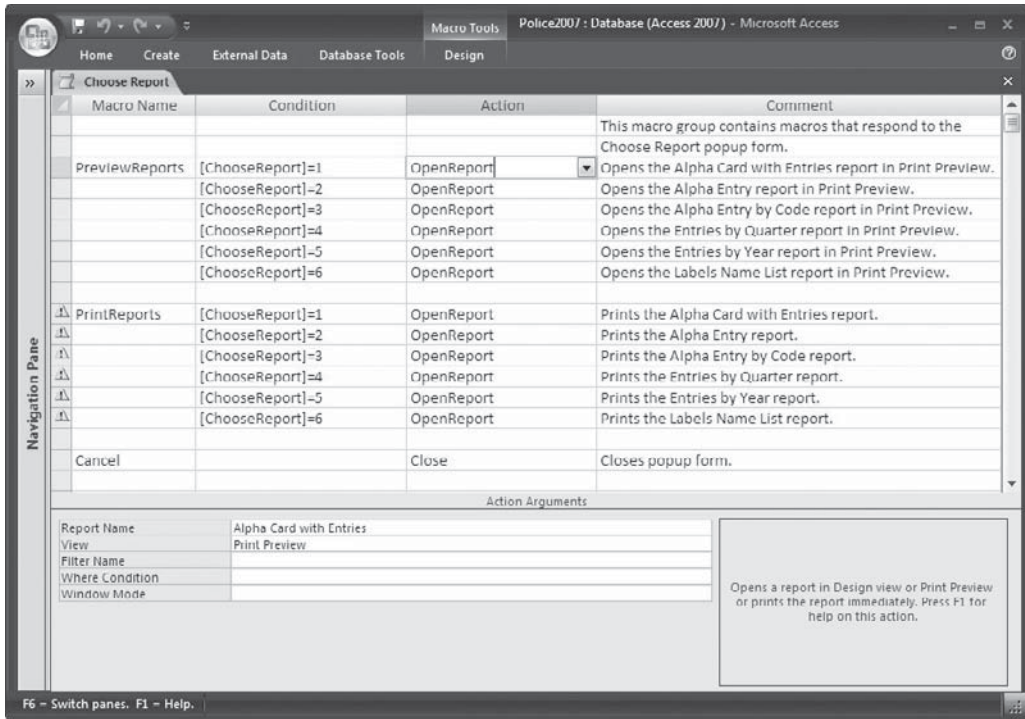 Macro Tools Police2007 : Database (Access 2007) - Microsoft Access
Home Create External Data Database Tools Design
Choose Report
Macro Name Condition Action Comment
This macro group contains macros that respond to the
Choose Report popup form.
PreviewReports [ChooseReport]=1 OpenReport Opens the Alpha Card with Entries report in Print Preview.
[ChooseReport]=2 OpenReport Opens the Alpha Entry report in Print Preview.
[ChooseReport]=3 OpenReport Opens the Alpha Entry by Code report in Print Preview.
[ChooseReport]=4 OpenReport Opens the Entries by Quarter report in Print Preview.
[ChooseReport]=5 OpenReport Opens the Entries by Year report in Print Preview.
[ChooseReport]=6 OpenReport Opens the Labels Name List report in Print Preview.
PrintReports [ChooseReport]=1 OpenReport Prints the Alpha Card with Entries report.
[ChooseReport]=2 OpenReport Prints the Alpha Entry report.
[ChooseReport]=3 OpenReport Prints the Alpha Entry by Code report.
[ChooseReport]=4 OpenReport Prints the Entries by Quarter report.
[ChooseReport]=5 OpenReport Prints the Entries by Year report.
[ChooseReport]=6 OpenReport Prints the Labels Name List report.
Cancel Close Closes popup form.
Navigation Pane
Action Arguments
Report Name Alpha Card with Entries
View Print Preview
Filter Name
Where Condition
Window Mode
Opens a report in Design view or Print Preview
or prints the report immediately. Press F1 for
help on this action.
F6 = Switch panes. F1 = Help.